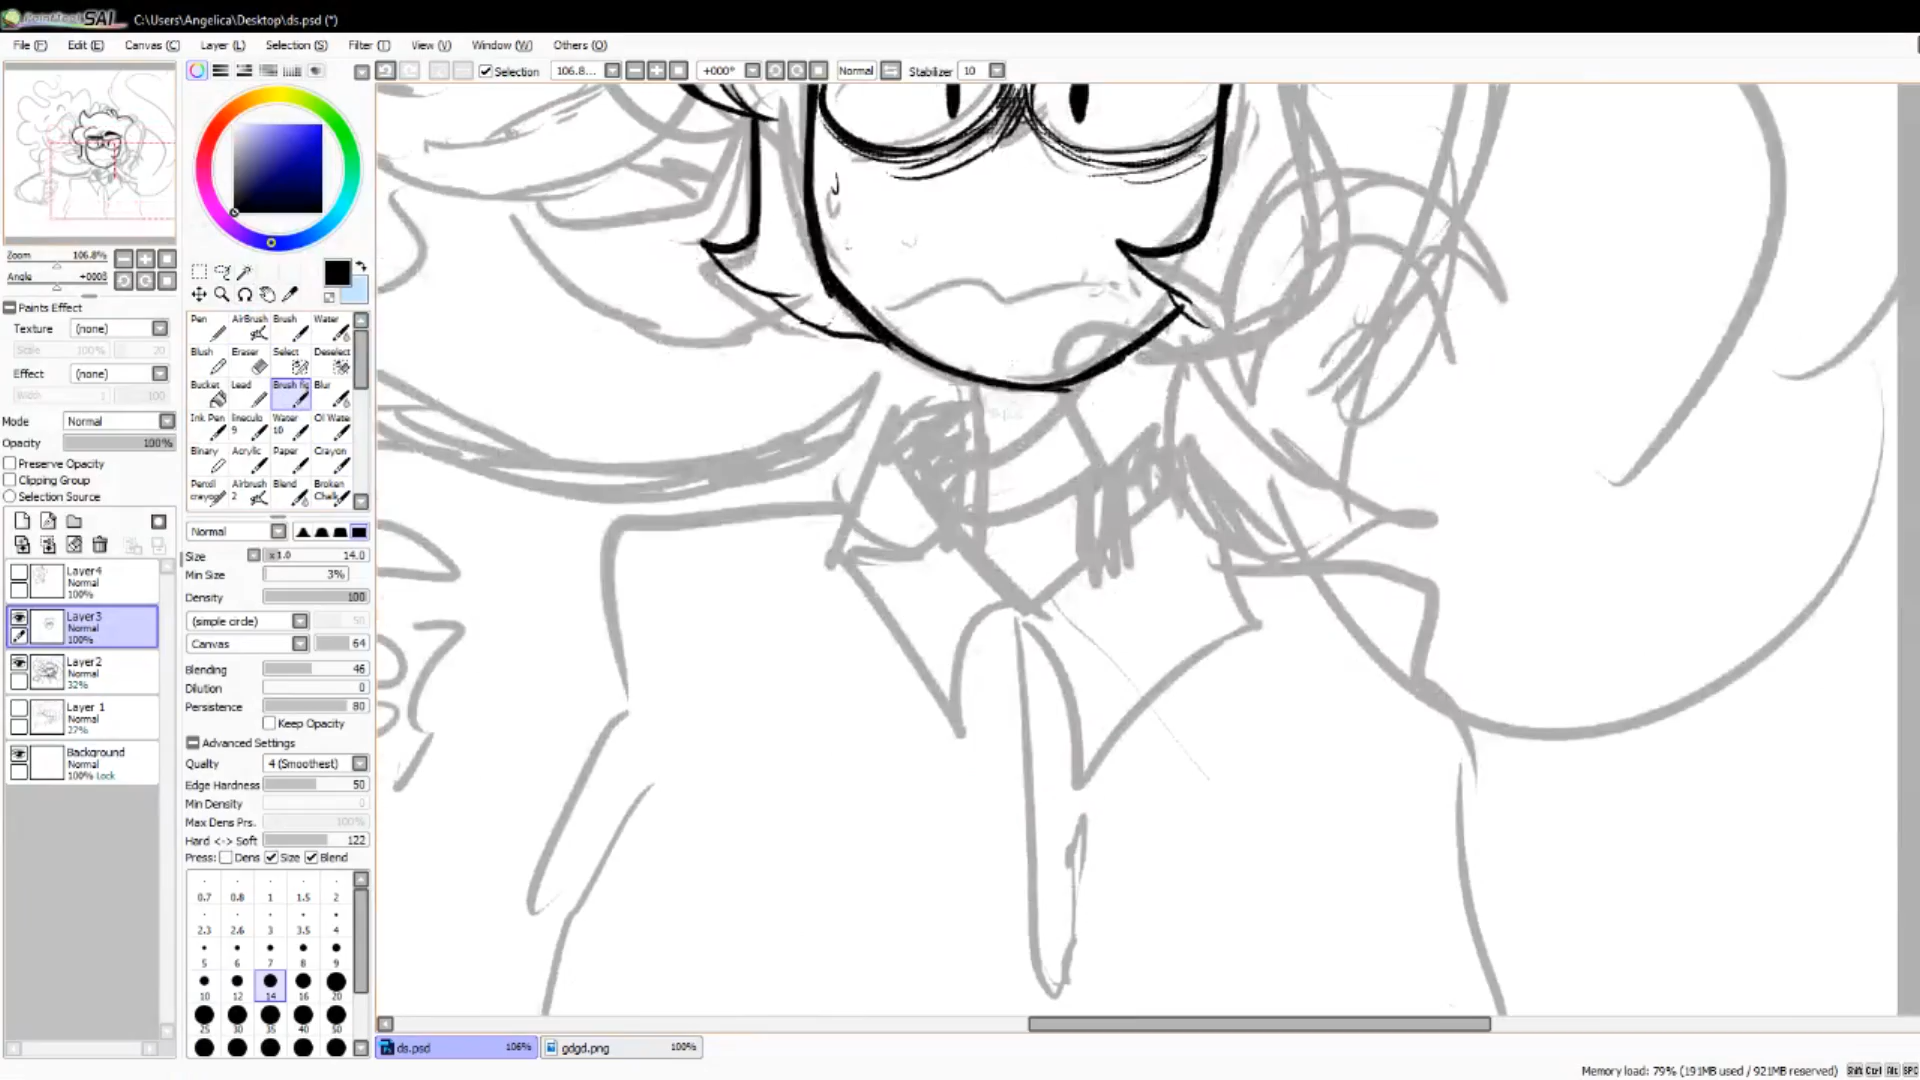 PaintTool SAI C:\Users\Angelica\Desktop\ds.psd (*)
File (F) Edit (E) Canvas (C) Layer (L) Selection (S) Filter (T) View (V) Window (W) Others (O)
Selection 106.8... +000° Normal Stabilizer 10
Zoom 106.8%
Angle +000°
Paints Effect
Texture (none)
Scale 100% 20
Effect (none)
Width 1 100
Mode Normal
Opacity 100%
Preserve Opacity
Clipping Group
Selection Source
Layer4
Normal
100%
Layer3
Normal
100%
Layer2
Normal
32%
Layer 1
Normal
27%
Background
Normal
100% Lock
Pen AirBrush Brush Water
Blush Eraser Select Deselect
Bucket Lead Brush fig Blur
Ink Pen lineculo 9 Water 10 Oil Wate
Binary Acrylic Paper Crayon
Pencil crayog Airbrush 2 Blend Broken Chalk
Normal
Size x1.0 14.0
Min Size 3%
Density 100
(simple circle) 50
Canvas 64
Blending 46
Dilution 0
Persistence 80
Keep Opacity
Advanced Settings
Quality 4 (Smoothest)
Edge Hardness 50
Min Density 0
Max Dens Prs. 100%
Hard <-> Soft 122
Press: Dens Size Blend
0.7 0.8 1 1.5 2
2.3 2.6 3 3.5 4
5 6 7 8 9
10 12 14 16 20
25 30 35 40 50
ds.psd 106% gdgd.png 100%
Memory load: 79% (191MB used / 921MB reserved) Shift Ctrl Alt SPC